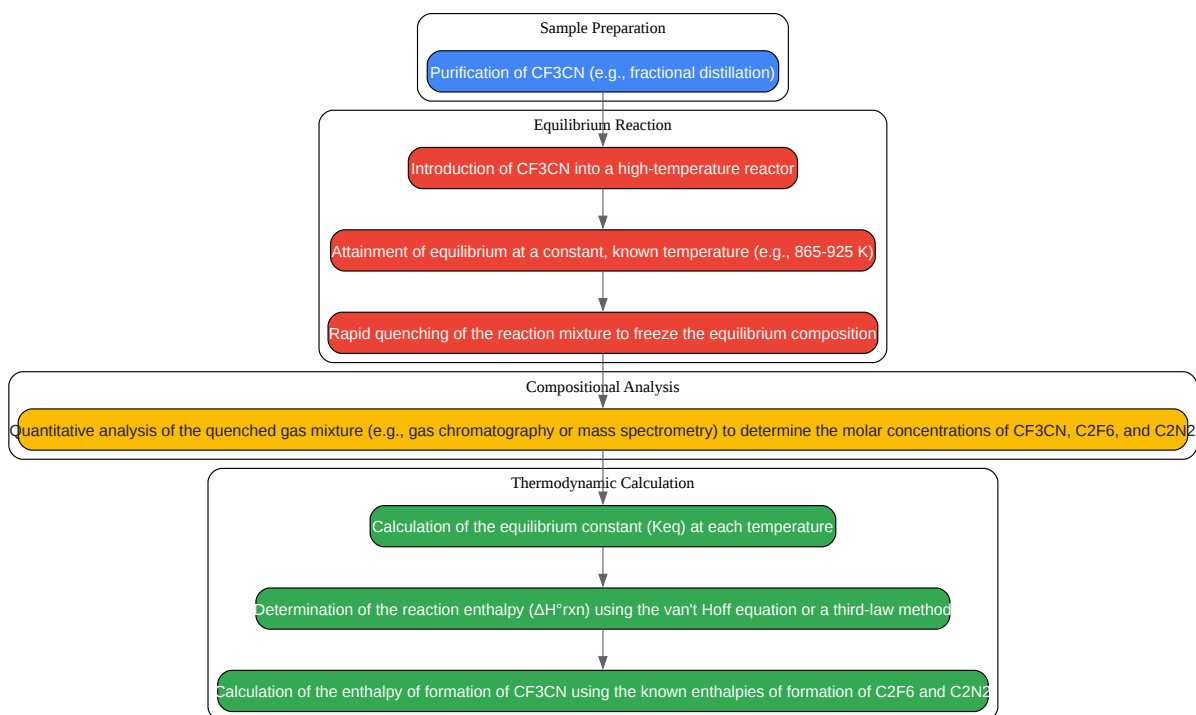 Sample Preparation
Purification of CF3CN (e.g., fractional distillation)
Equilibrium Reaction
Introduction of CF3CN into a high-temperature reactor
Attainment of equilibrium at a constant, known temperature (e.g., 865-925 K)
Rapid quenching of the reaction mixture to freeze the equilibrium composition
Compositional Analysis
Quantitative analysis of the quenched gas mixture (e.g., gas chromatography or mass spectrometry) to determine the molar concentrations of CF3CN, C2F6, and C2N2
Thermodynamic Calculation
Calculation of the equilibrium constant (Keq) at each temperature
Determination of the reaction enthalpy (ΔH°rxn) using the van't Hoff equation or a third-law method
Calculation of the enthalpy of formation of CF3CN using the known enthalpies of formation of C2F6 and C2N2